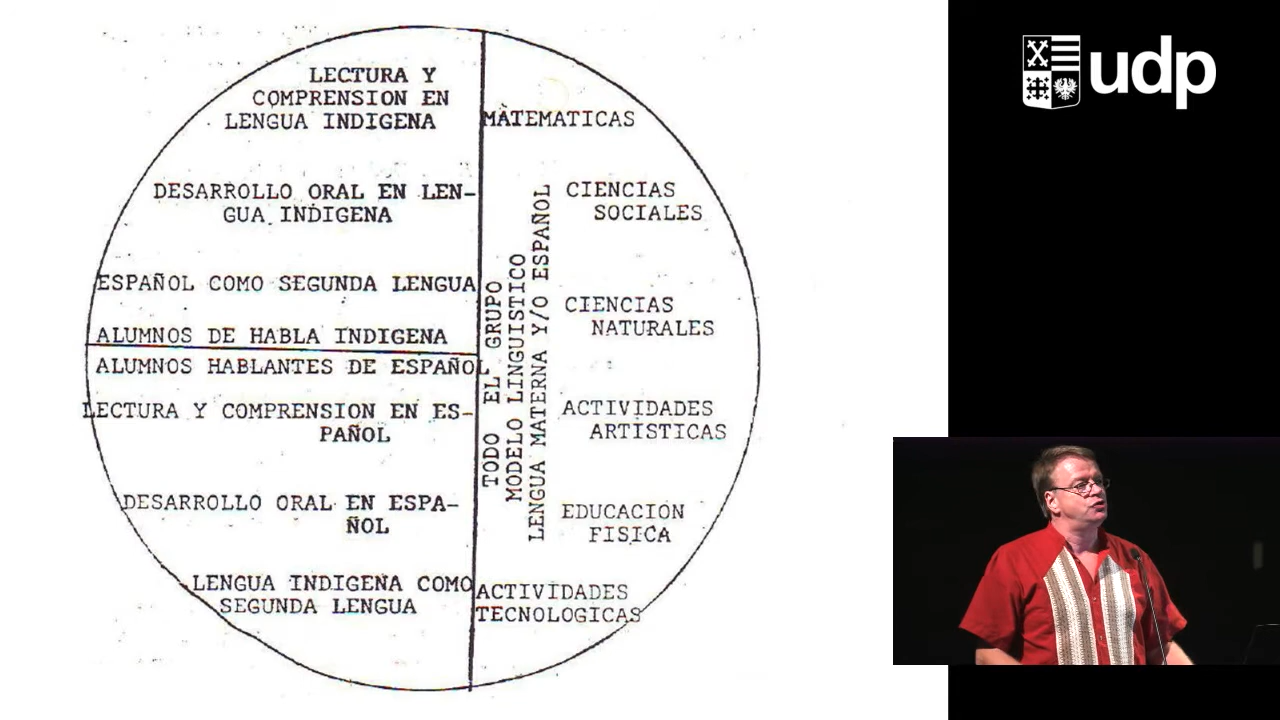 LECTURA Y
COMPRENSION EN
LENGUA INDIGENA
DESARROLLO ORAL EN LEN-
GUA INDIGENA
ESPAÑOL COMO SEGUNDA LENGUA
ALUMNOS DE HABLA INDIGENA
ALUMNOS HABLANTES DE ESPAÑOL
LECTURA Y COMPRENSION EN ES-
PAÑOL
DESARROLLO ORAL EN ESPA-
ÑOL
LENGUA INDIGENA COMO
SEGUNDA LENGUA
TODO EL GRUPO
MODELO LINGUISTICO
LENGUA MATERNA Y/O ESPAÑOL
MATEMATICAS
CIENCIAS
SOCIALES
CIENCIAS
NATURALES
ACTIVIDADES
ARTISTICAS
EDUCACION
FISICA
ACTIVIDADES
TECNOLOGICAS
udp